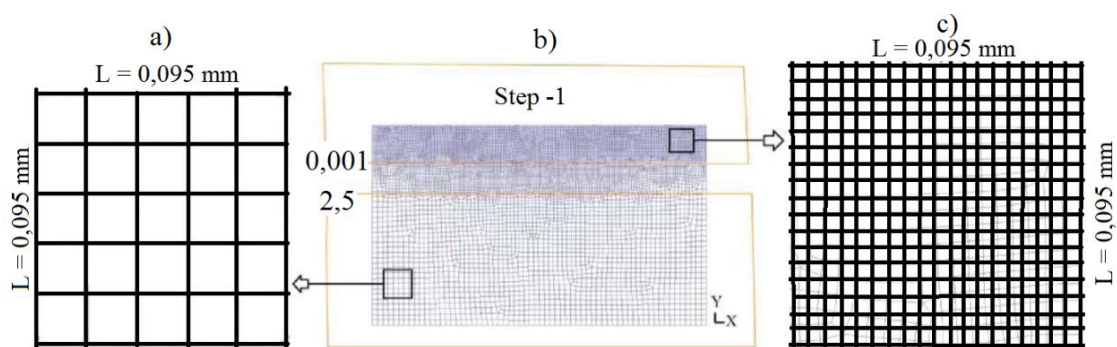 a)
L = 0,095 mm
L = 0,095 mm
b)
Step -1
0,001
2,5
Y
X
c)
L = 0,095 mm
L = 0,095 mm